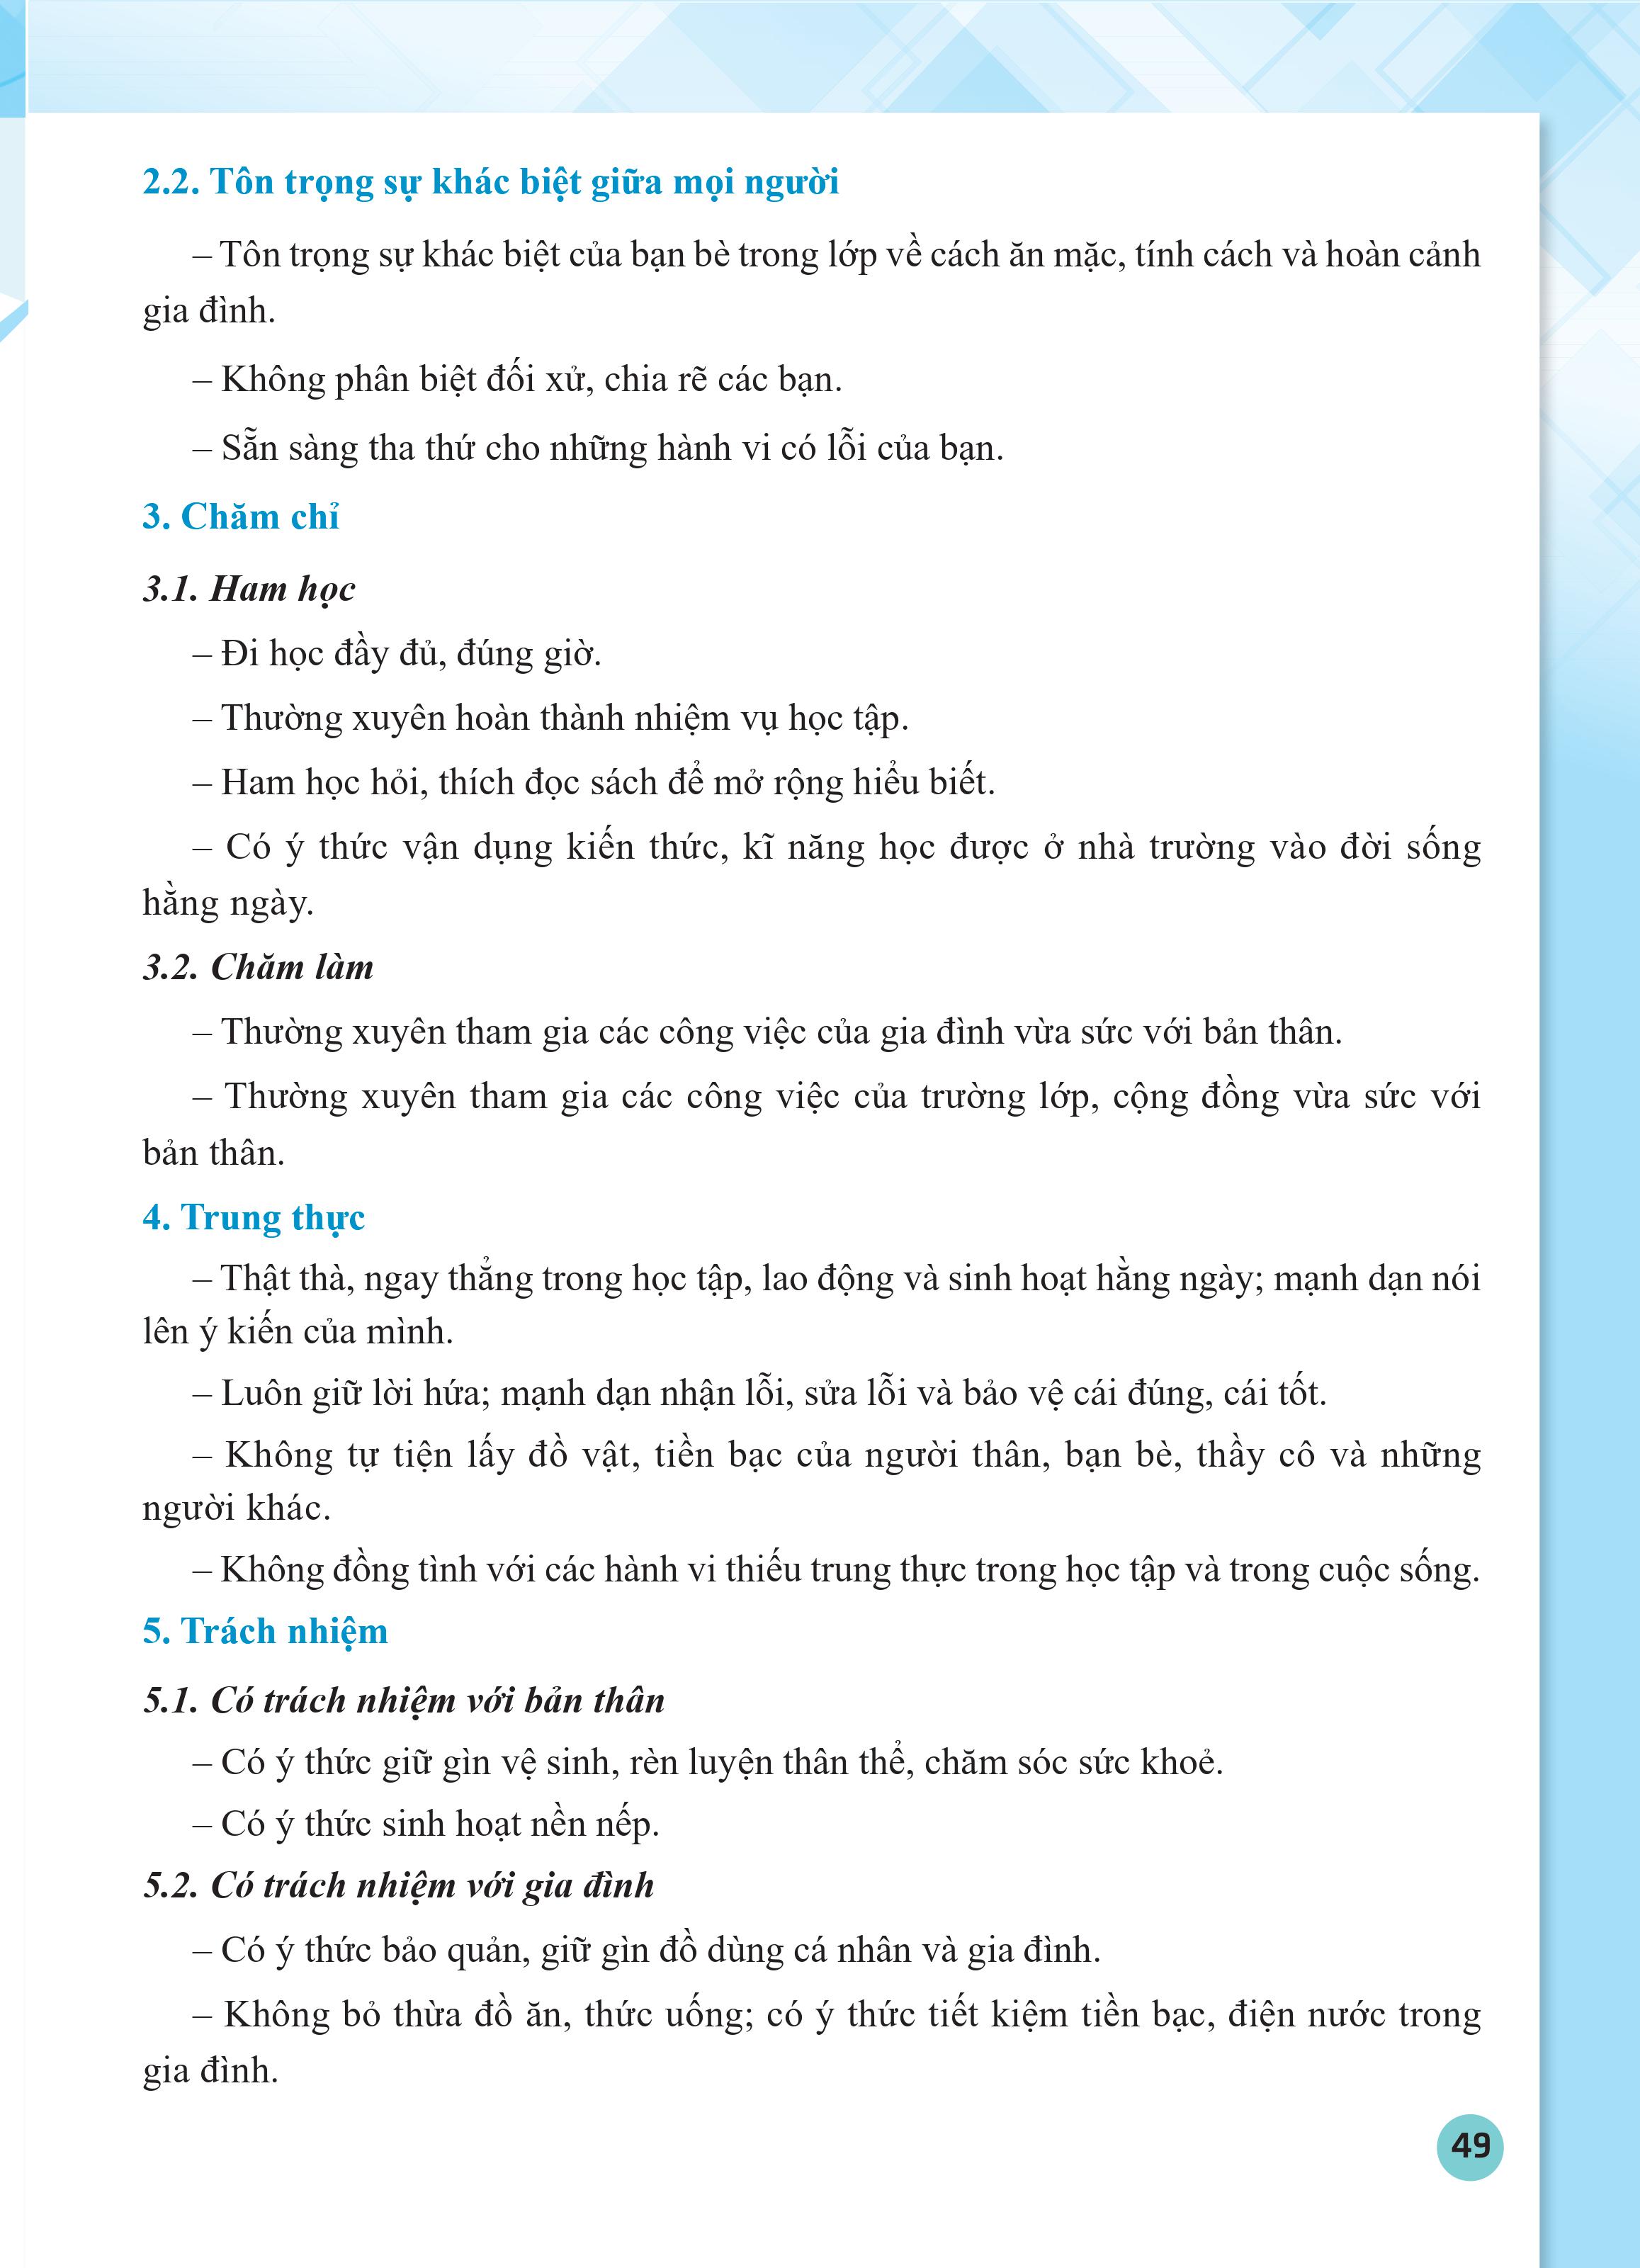 2.2. Tôn trọng sự khác biệt giữa mọi người
– Tôn trọng sự khác biệt của bạn bè trong lớp về cách ăn mặc, tính cách và hoàn cảnh
gia đình.
– Không phân biệt đối xử, chia rẽ các bạn.
– Sẵn sàng tha thứ cho những hành vi có lỗi của bạn.
3. Chăm chỉ
3.1. Ham học
– Đi học đầy đủ, đúng giờ.
– Thường xuyên hoàn thành nhiệm vụ học tập.
– Ham học hỏi, thích đọc sách để mở rộng hiểu biết.
– Có ý thức vận dụng kiến thức, kĩ năng học được ở nhà trường vào đời sống
hằng ngày.
3.2. Chăm làm
– Thường xuyên tham gia các công việc của gia đình vừa sức với bản thân.
– Thường xuyên tham gia các công việc của trường lớp, cộng đồng vừa sức với
bản thân.
4. Trung thực
– Thật thà, ngay thẳng trong học tập, lao động và sinh hoạt hằng ngày; mạnh dạn nói
lên ý kiến của mình.
– Luôn giữ lời hứa; mạnh dạn nhận lỗi, sửa lỗi và bảo vệ cái đúng, cái tốt.
– Không tự tiện lấy đồ vật, tiền bạc của người thân, bạn bè, thầy cô và những
người khác.
– Không đồng tình với các hành vi thiếu trung thực trong học tập và trong cuộc sống.
5. Trách nhiệm
5.1. Có trách nhiệm với bản thân
– Có ý thức giữ gìn vệ sinh, rèn luyện thân thể, chăm sóc sức khoẻ.
– Có ý thức sinh hoạt nền nếp.
5.2. Có trách nhiệm với gia đình
– Có ý thức bảo quản, giữ gìn đồ dùng cá nhân và gia đình.
– Không bỏ thừa đồ ăn, thức uống; có ý thức tiết kiệm tiền bạc, điện nước trong
gia đình.
49